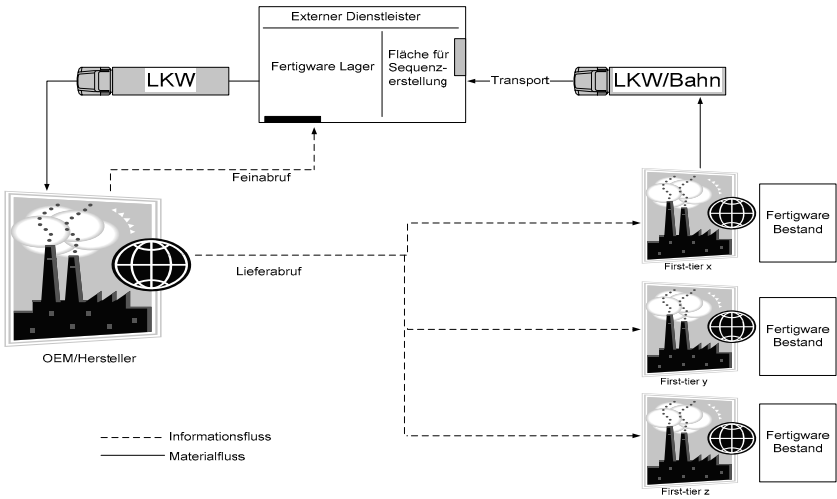 Externer Dienstleister
LKW
Fertigware Lager
Fläche für
Sequenz-
erstellung
Transport
LKW/Bahn
Feinabruf
Lieferabruf
OEM/Hersteller
Fertigware
Bestand
First-tier x
Fertigware
Bestand
First-tier y
Fertigware
Bestand
First-tier z
Informationsfluss
Materialfluss